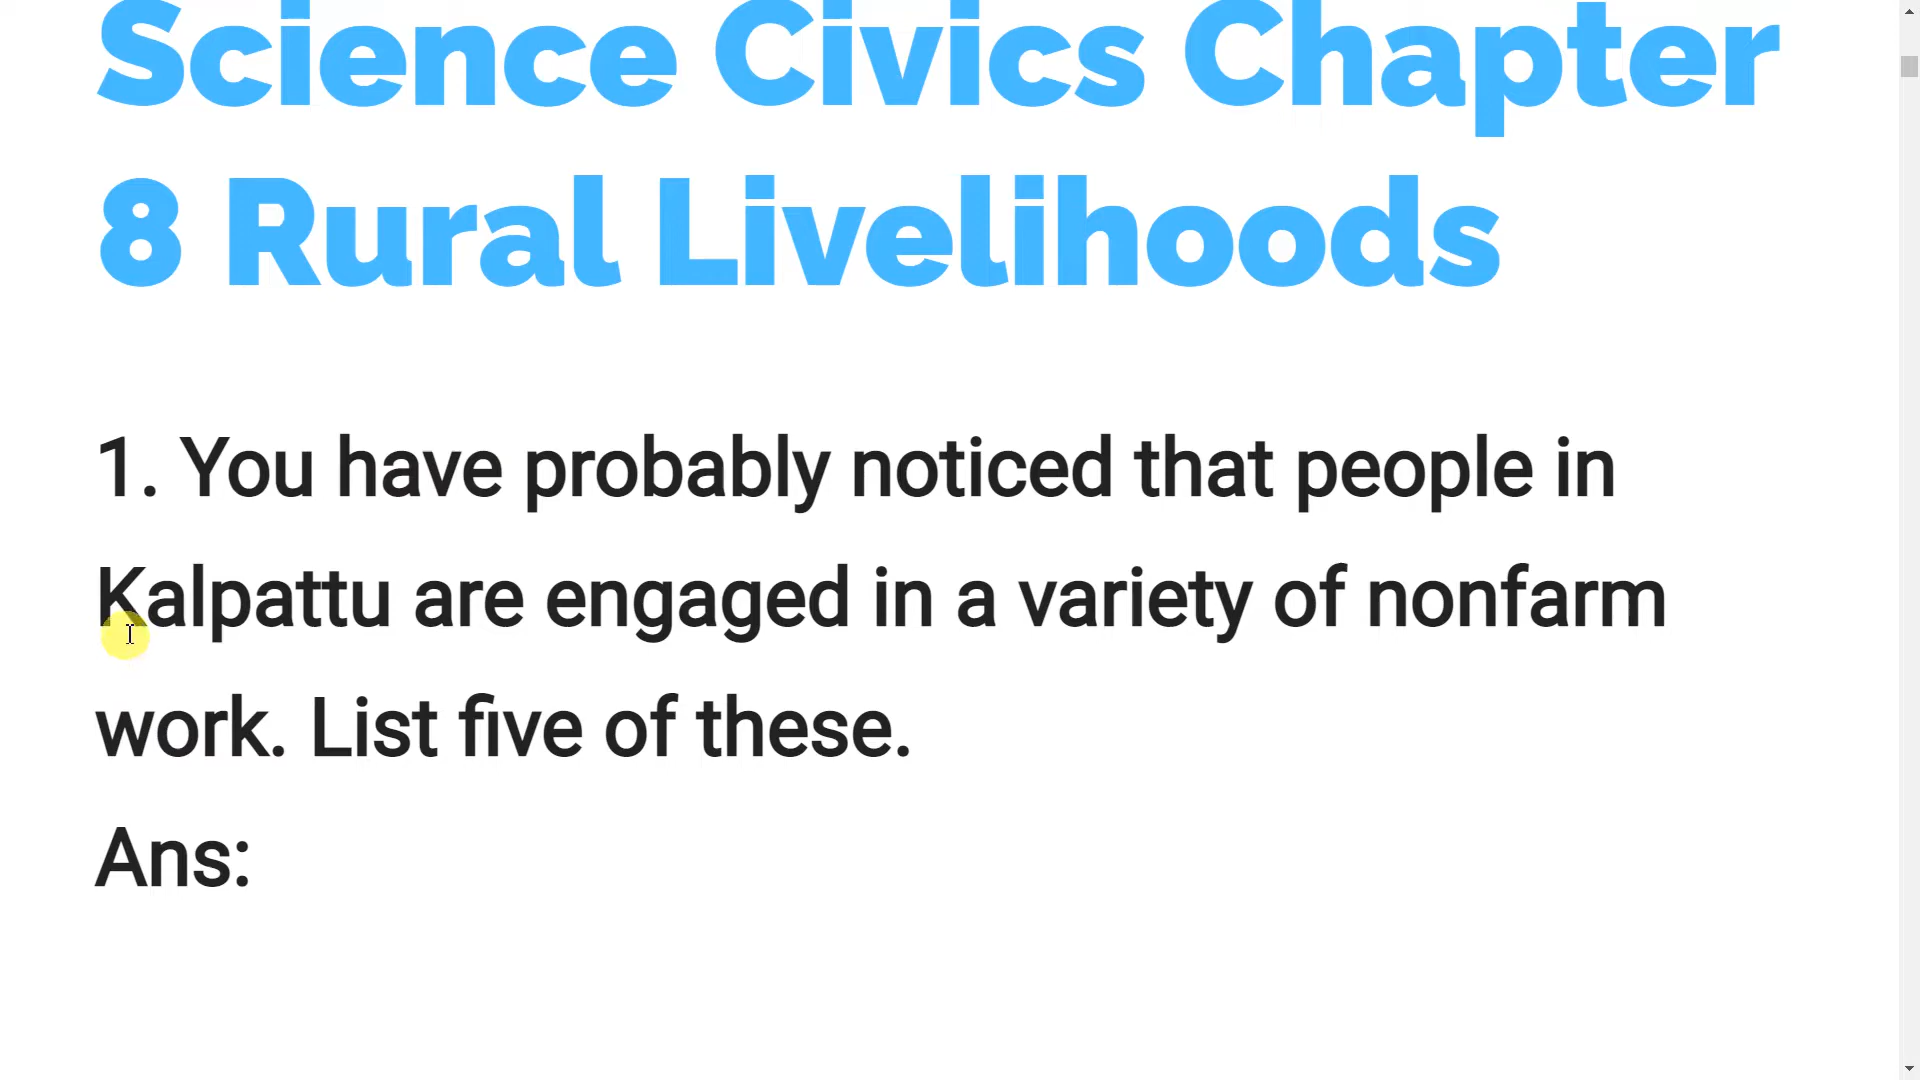 Science Civics Chapter
8 Rural Livelihoods
1. You have probably noticed that people in
Kalpattu are engaged in a variety of nonfarm
work. List five of these.
Ans: